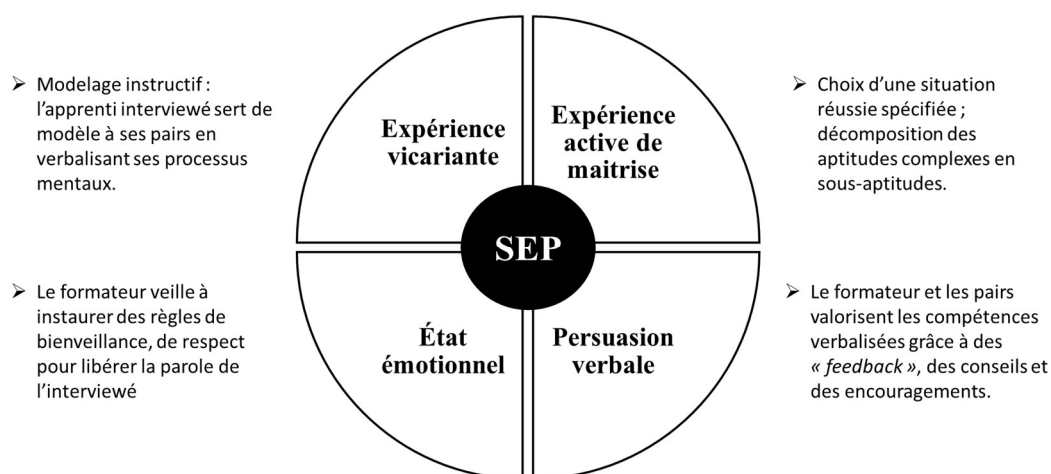 ➢ Modelage instructif :
l'apprenti interviewé sert de
modèle à ses pairs en
verbalisant ses processus
mentaux.
Expérience
vicariante
Expérience
active de
maitrise
➢ Choix d'une situation
réussie spécifiée ;
décomposition des
aptitudes complexes en
sous-aptitudes.
SEP
➢ Le formateur veille à
instaurer des règles de
bienveillance, de respect
pour libérer la parole de
l'interviewé
État
émotionnel
Persuasion
verbale
➢ Le formateur et les pairs
valorisent les compétences
verbalisées grâce à des
« feedback », des conseils et
des encouragements.